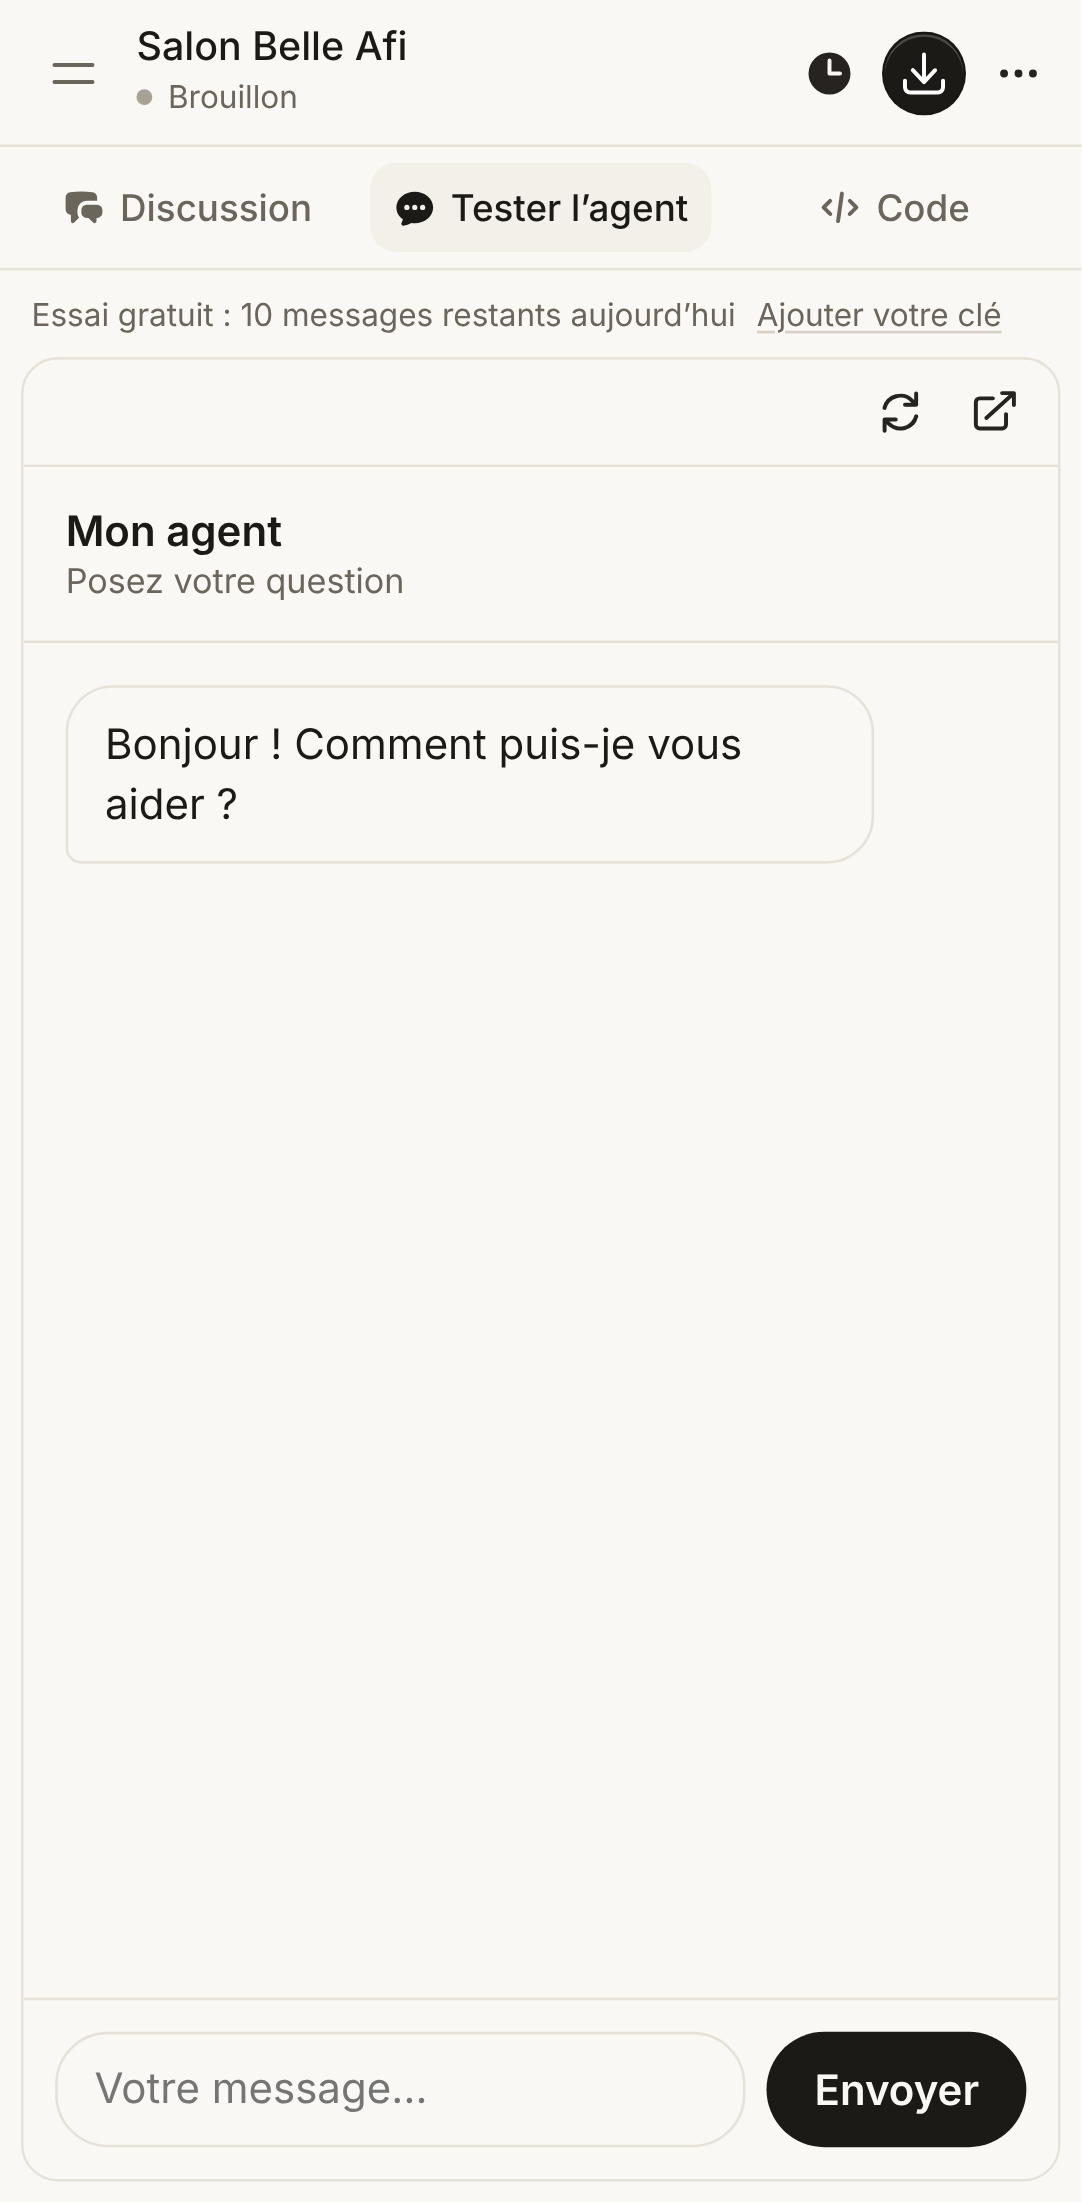 Salon Belle Afi
Brouillon
Discussion
Tester l’agent
Code
Essai gratuit : 10 messages restants aujourd’hui Ajouter votre clé
Mon agent
Posez votre question
Bonjour ! Comment puis-je vous
aider ?
Votre message...
Envoyer